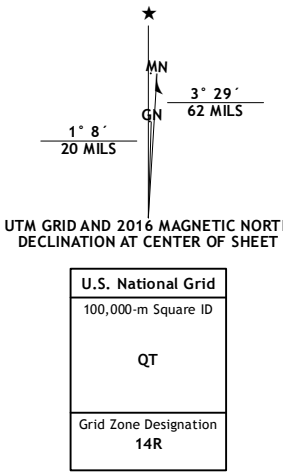 ★
MN
3° 29´
62 MILS
GN
1° 8´
20 MILS
UTM GRID AND 2016 MAGNETIC NORTH
DECLINATION AT CENTER OF SHEET
U.S. National Grid
100,000-m Square ID
QT
Grid Zone Designation
14R